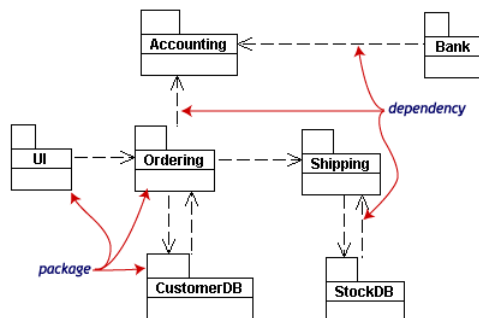 Accounting
Bank
dependency
UI
Ordering
Shipping
package
CustomerDB
StockDB